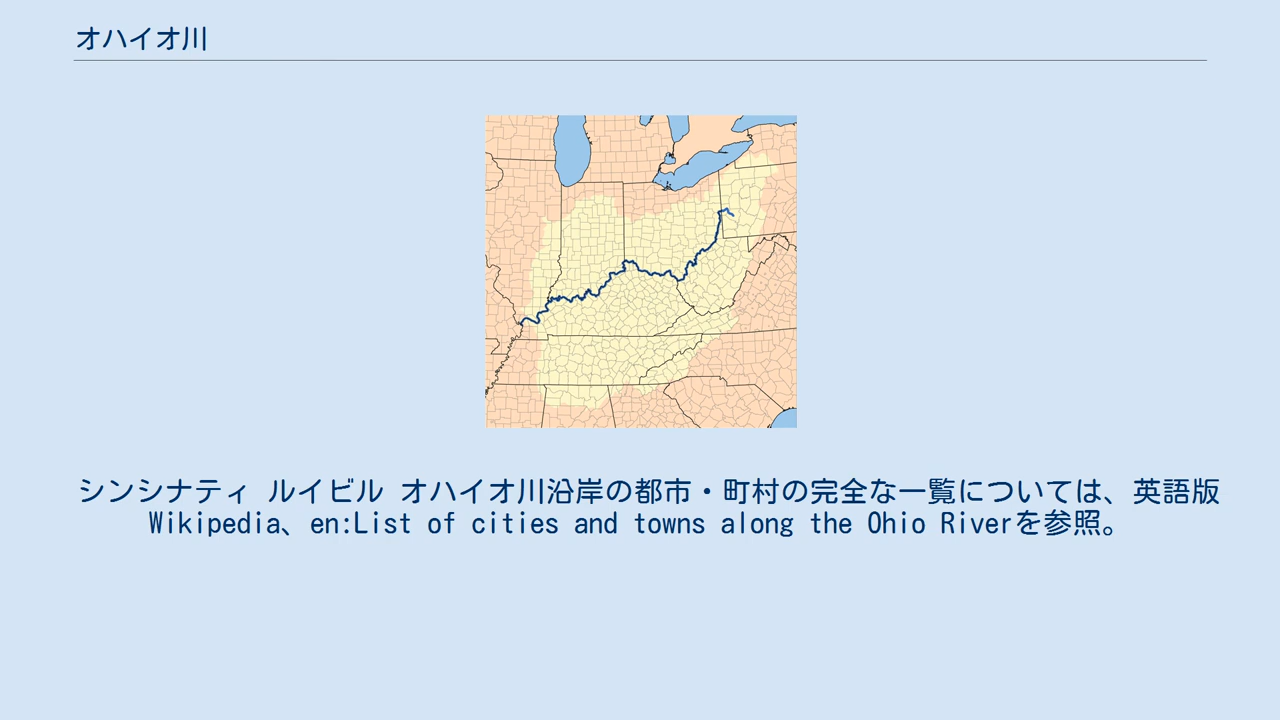 オハイオ川
シンシナティ ルイビル オハイオ川沿岸の都市・町村の完全な一覧については、英語版
Wikipedia、en:List of cities and towns along the Ohio Riverを参照。